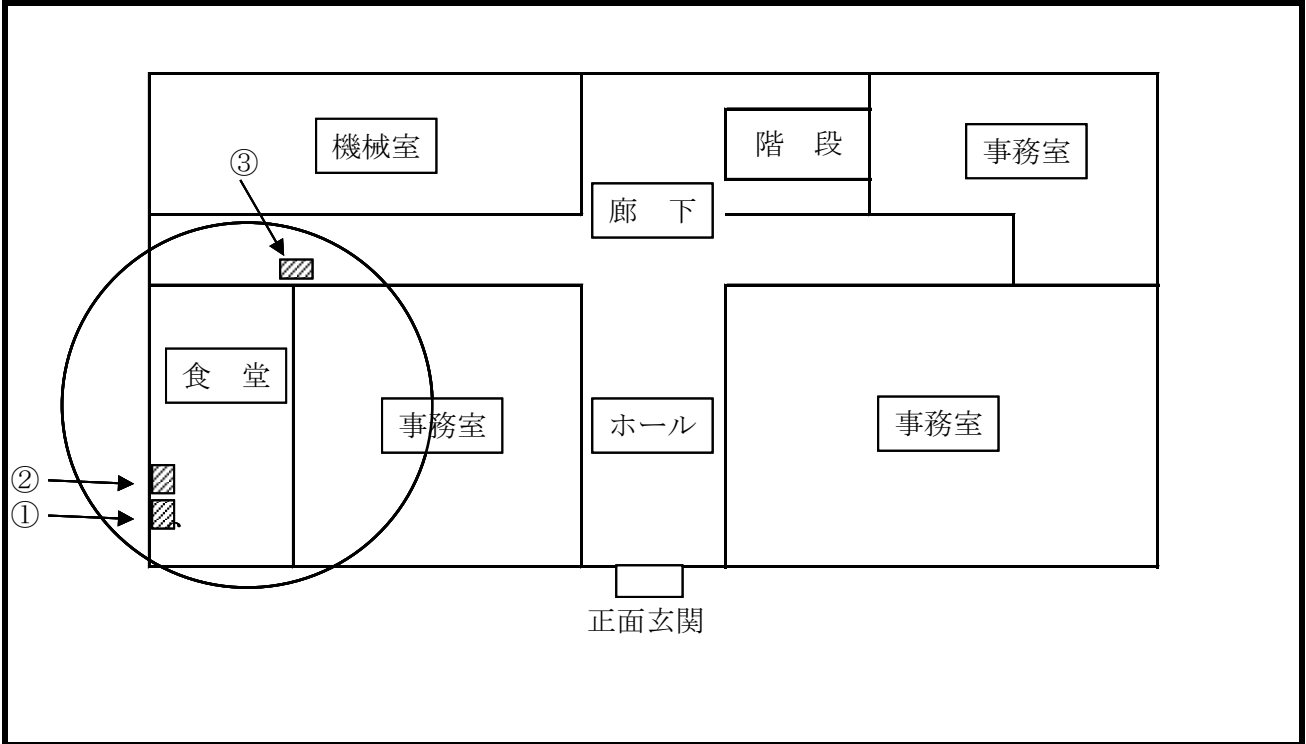 機械室
階　段
事務室
③
廊　下
食　堂
事務室
ホール
事務室
②
①
正面玄関